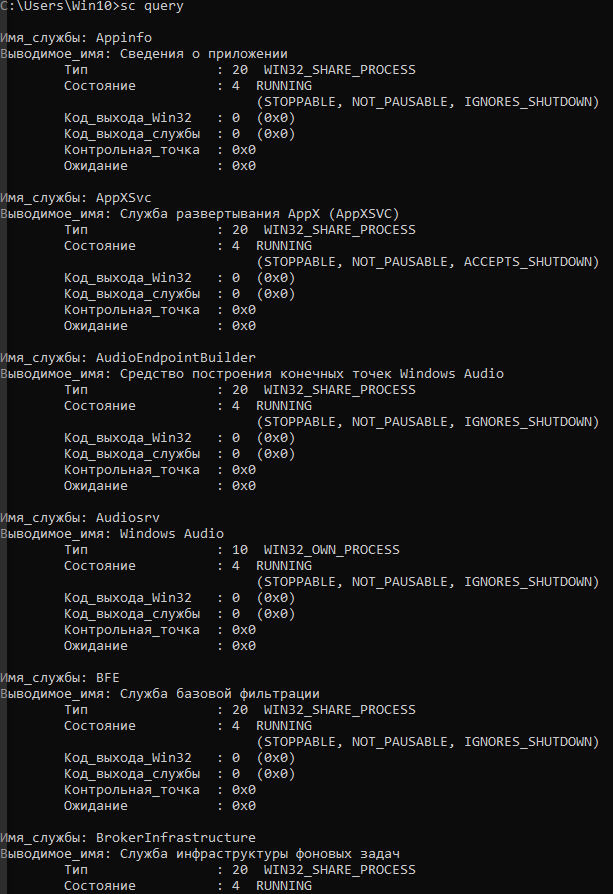 C:\Users\Win10>sc query
Имя_службы: Appinfo
Выводимое_имя: Сведения о приложении
Тип : 20 WIN32_SHARE_PROCESS
Состояние : 4 RUNNING
(STOPPABLE, NOT_PAUSABLE, IGNORES_SHUTDOWN)
Код_выхода_Win32 : 0 (0x0)
Код_выхода_службы : 0 (0x0)
Контрольная_точка : 0x0
Ожидание : 0x0
Имя_службы: AppXSvc
Выводимое_имя: Служба развертывания AppX (AppXSVC)
Тип : 20 WIN32_SHARE_PROCESS
Состояние : 4 RUNNING
(STOPPABLE, NOT_PAUSABLE, ACCEPTS_SHUTDOWN)
Код_выхода_Win32 : 0 (0x0)
Код_выхода_службы : 0 (0x0)
Контрольная_точка : 0x0
Ожидание : 0x0
Имя_службы: AudioEndpointBuilder
Выводимое_имя: Средство построения конечных точек Windows Audio
Тип : 20 WIN32_SHARE_PROCESS
Состояние : 4 RUNNING
(STOPPABLE, NOT_PAUSABLE, IGNORES_SHUTDOWN)
Код_выхода_Win32 : 0 (0x0)
Код_выхода_службы : 0 (0x0)
Контрольная_точка : 0x0
Ожидание : 0x0
Имя_службы: Audiosrv
Выводимое_имя: Windows Audio
Тип : 10 WIN32_OWN_PROCESS
Состояние : 4 RUNNING
(STOPPABLE, NOT_PAUSABLE, IGNORES_SHUTDOWN)
Код_выхода_Win32 : 0 (0x0)
Код_выхода_службы : 0 (0x0)
Контрольная_точка : 0x0
Ожидание : 0x0
Имя_службы: BFE
Выводимое_имя: Служба базовой фильтрации
Тип : 20 WIN32_SHARE_PROCESS
Состояние : 4 RUNNING
(STOPPABLE, NOT_PAUSABLE, IGNORES_SHUTDOWN)
Код_выхода_Win32 : 0 (0x0)
Код_выхода_службы : 0 (0x0)
Контрольная_точка : 0x0
Ожидание : 0x0
Имя_службы: BrokerInfrastructure
Выводимое_имя: Служба инфраструктуры фоновых задач
Тип : 20 WIN32_SHARE_PROCESS
Состояние : 4 RUNNING